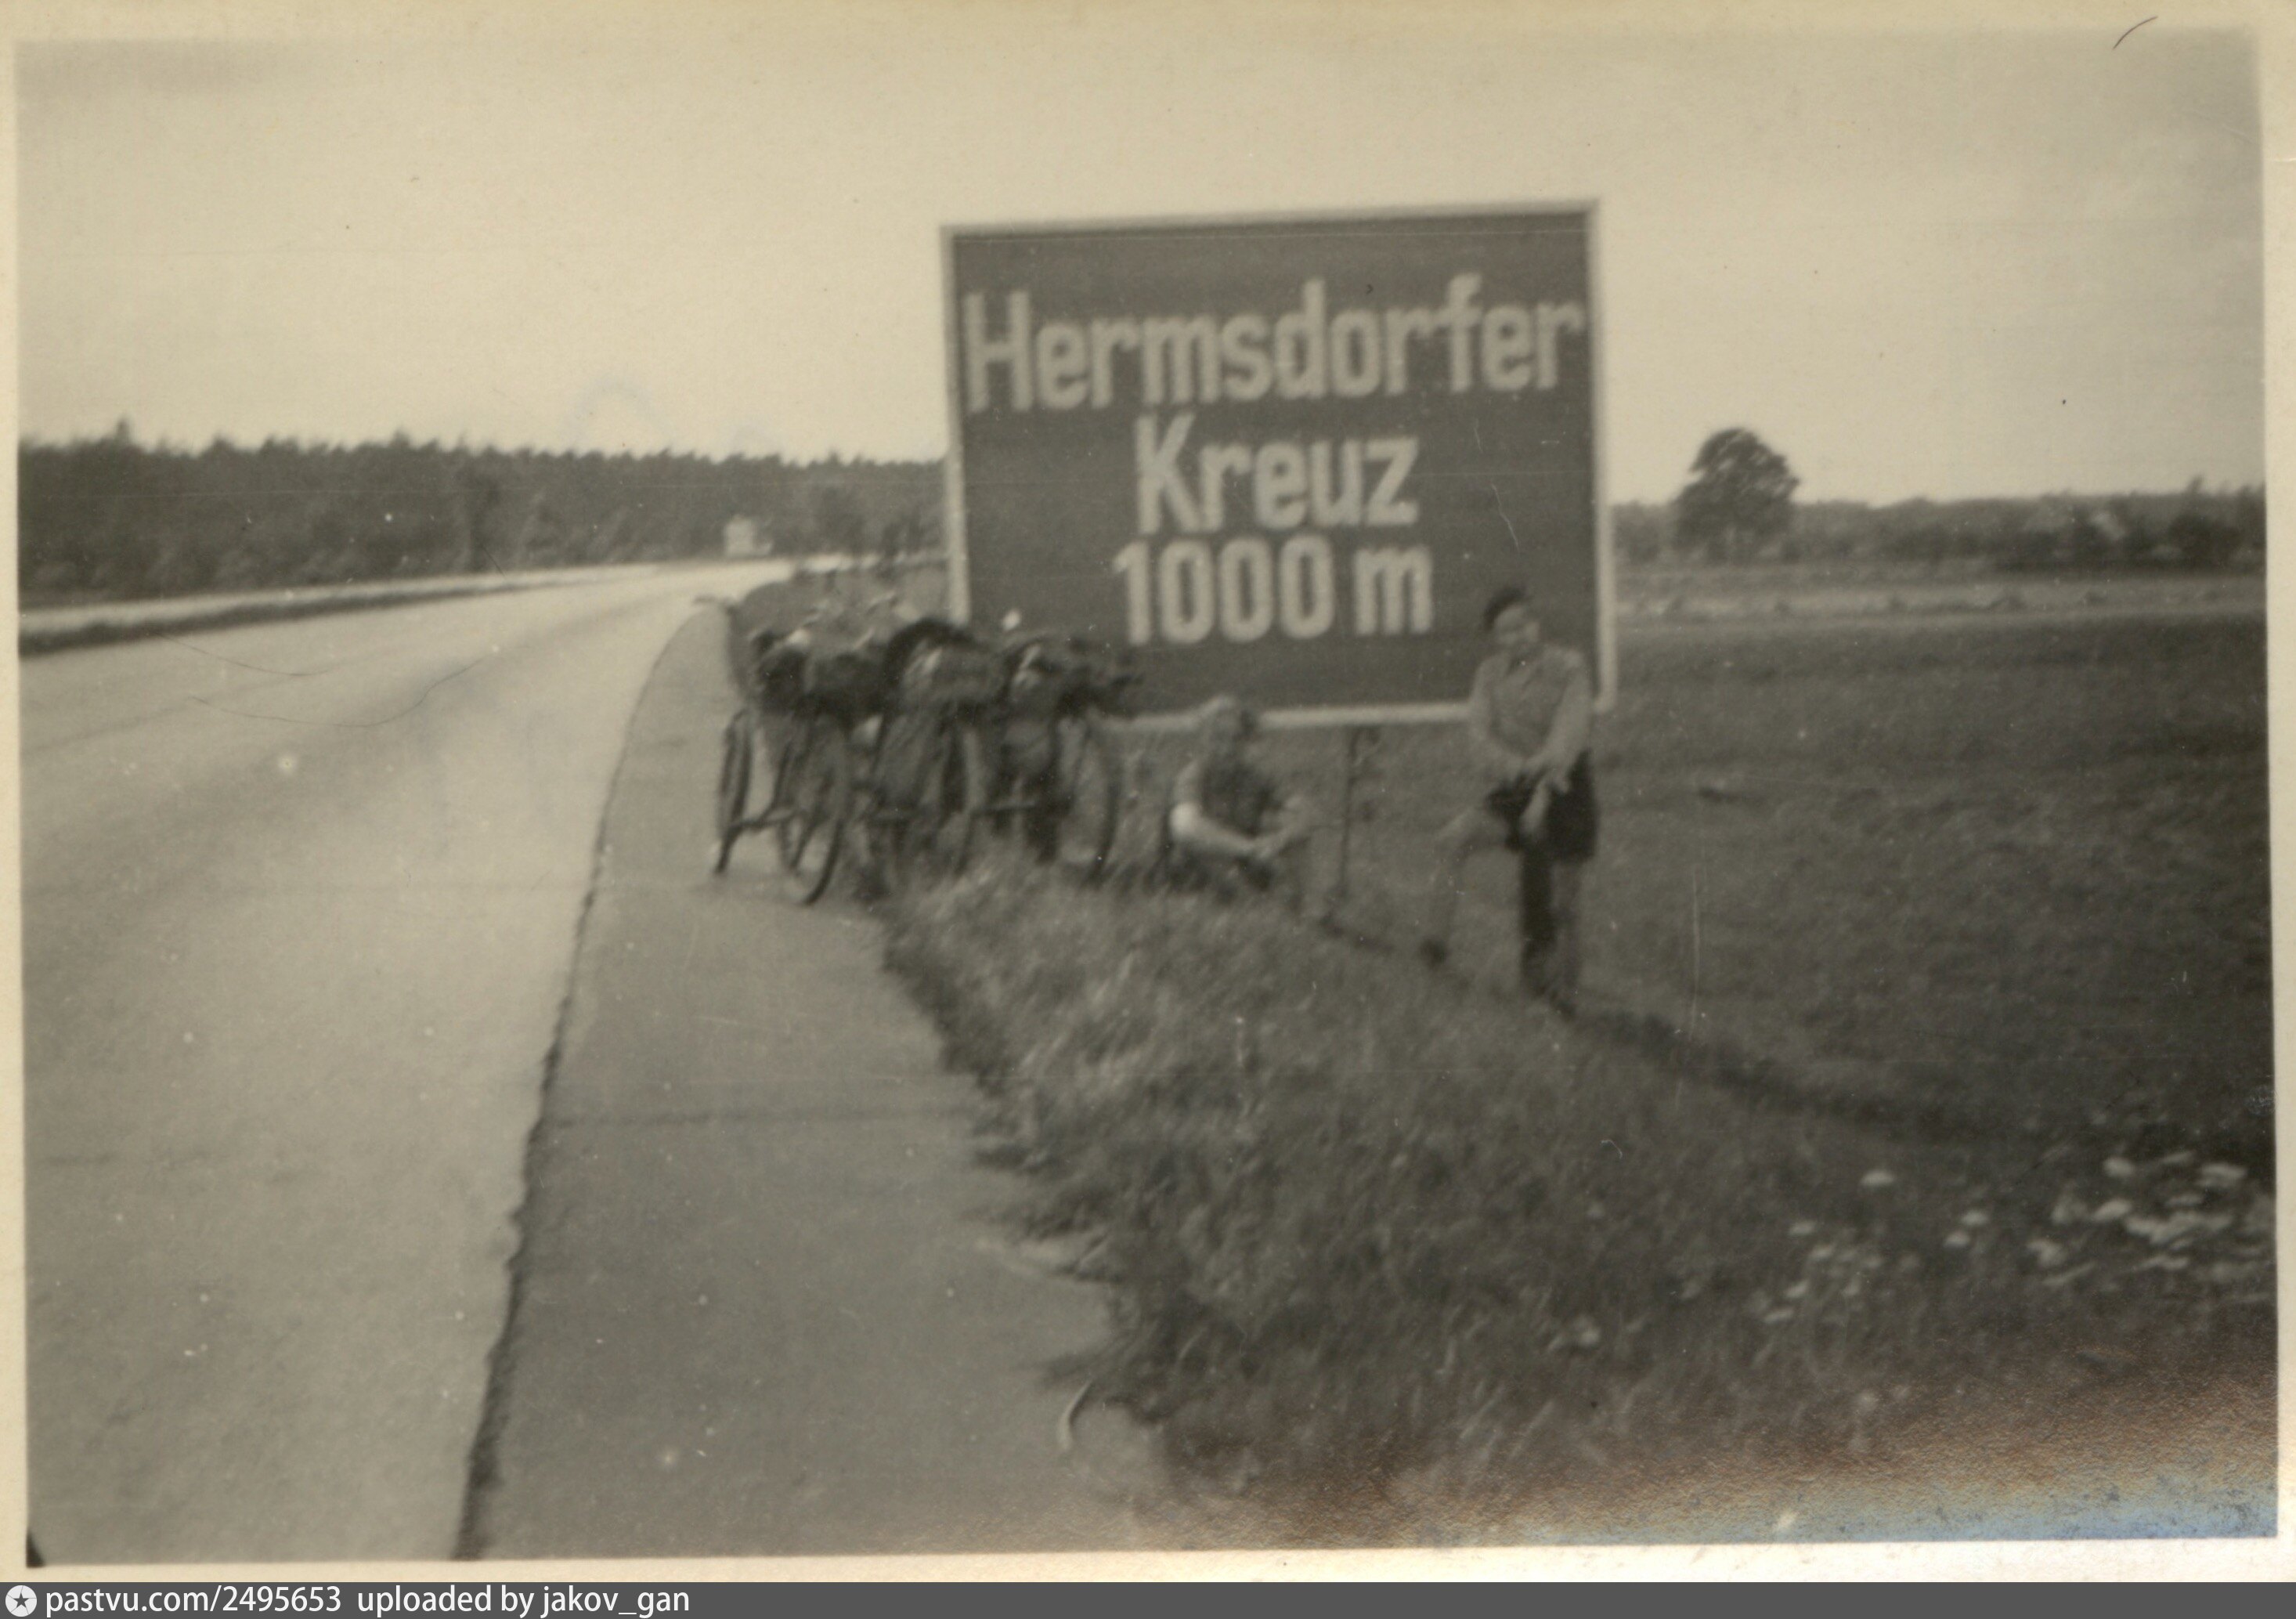 Hermsdorfer
Kreuz
1000 m
pastvu.com/2495653 uploaded by jakov_gan